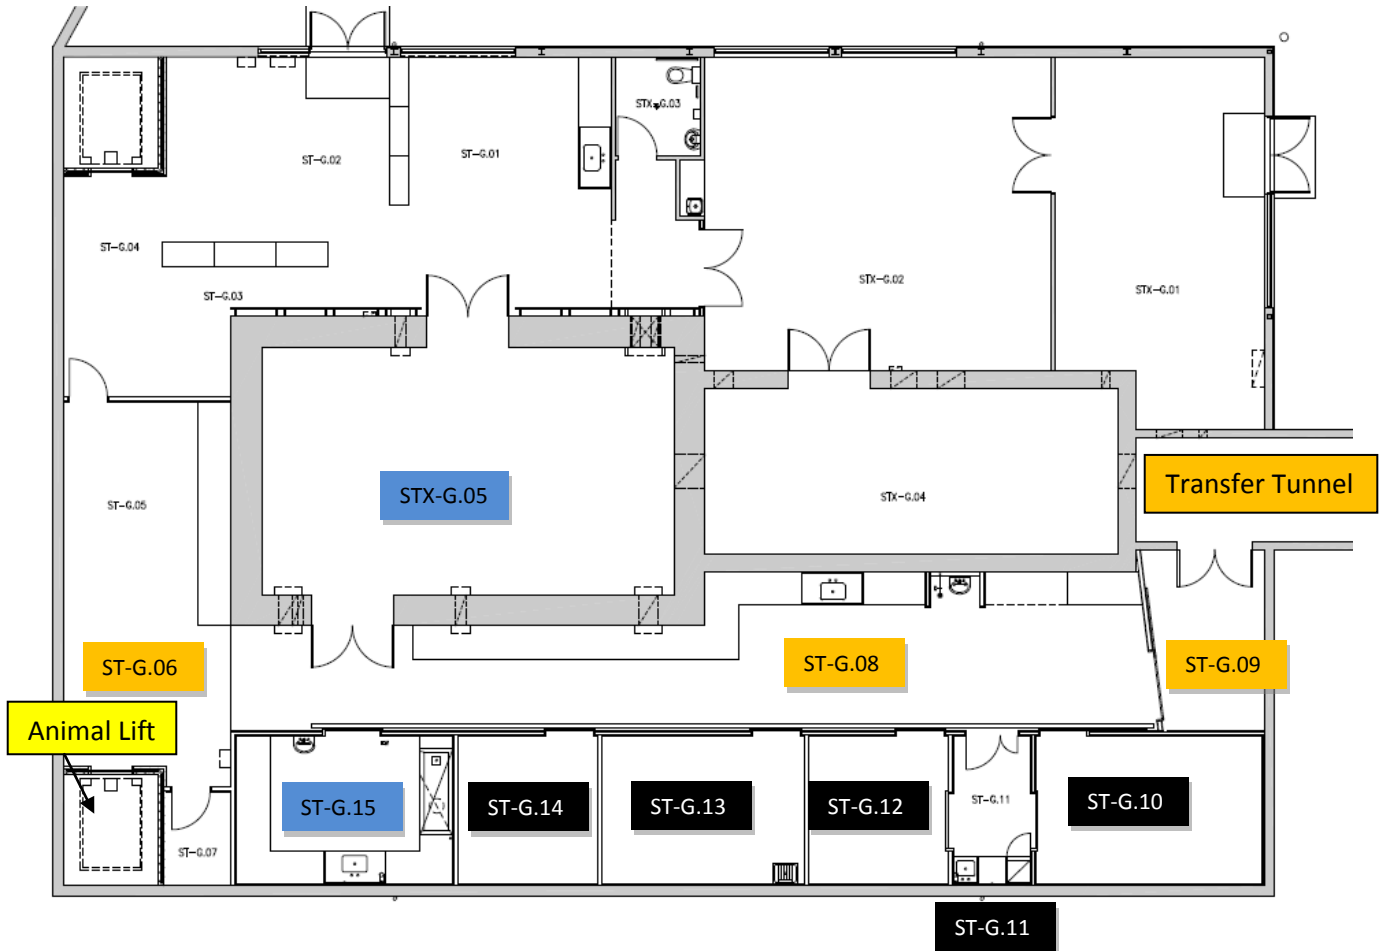 STX-G.03
ST-G.02
ST-G.01
ST-G.04
ST-G.03
STX-G.02
STX-G.01
STX-G.05
Transfer Tunnel
STX-G.04
ST-G.05
ST-G.06
ST-G.08
ST-G.09
Animal Lift
ST-G.15
ST-G.14
ST-G.13
ST-G.12
ST-G.11
ST-G.10
ST-G.07
ST-G.11